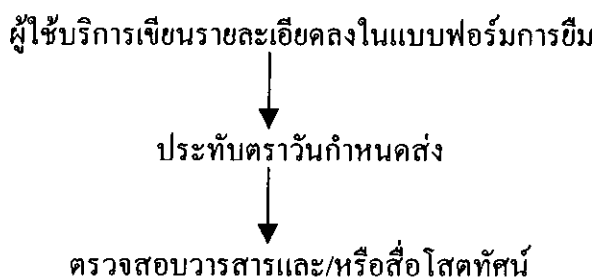 ผู้ใช้บริการเขียนรายละเอียดลงในแบบฟอร์มการยืม
ประทับตราวันกำหนดส่ง
ตรวจสอบวารสารและ/หรือสื่อโสตทัศน์